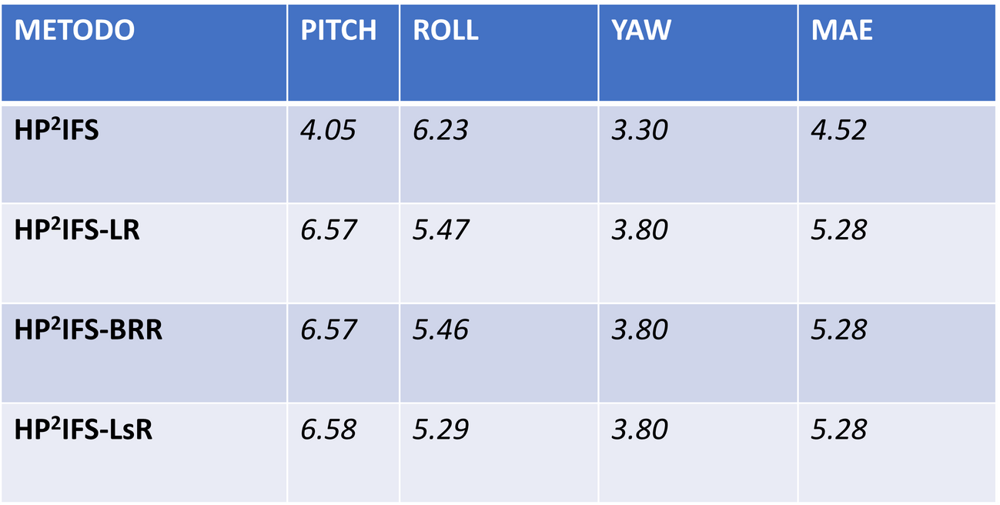 METODO PITCH ROLL YAW MAE
HP²IFS 4.05 6.23 3.30 4.52
HP²IFS-LR 6.57 5.47 3.80 5.28
HP²IFS-BRR 6.57 5.46 3.80 5.28
HP²IFS-LsR 6.58 5.29 3.80 5.28